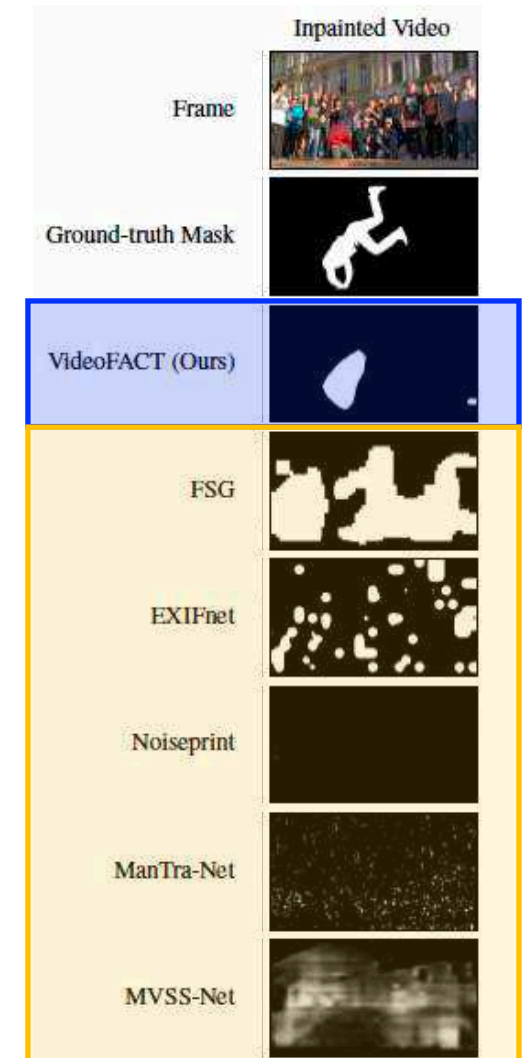 Inpainted Video
Frame
Ground-truth Mask
VideoFACT (Ours)
FSG
EXIFnet
Noiseprint
ManTra-Net
MVSS-Net